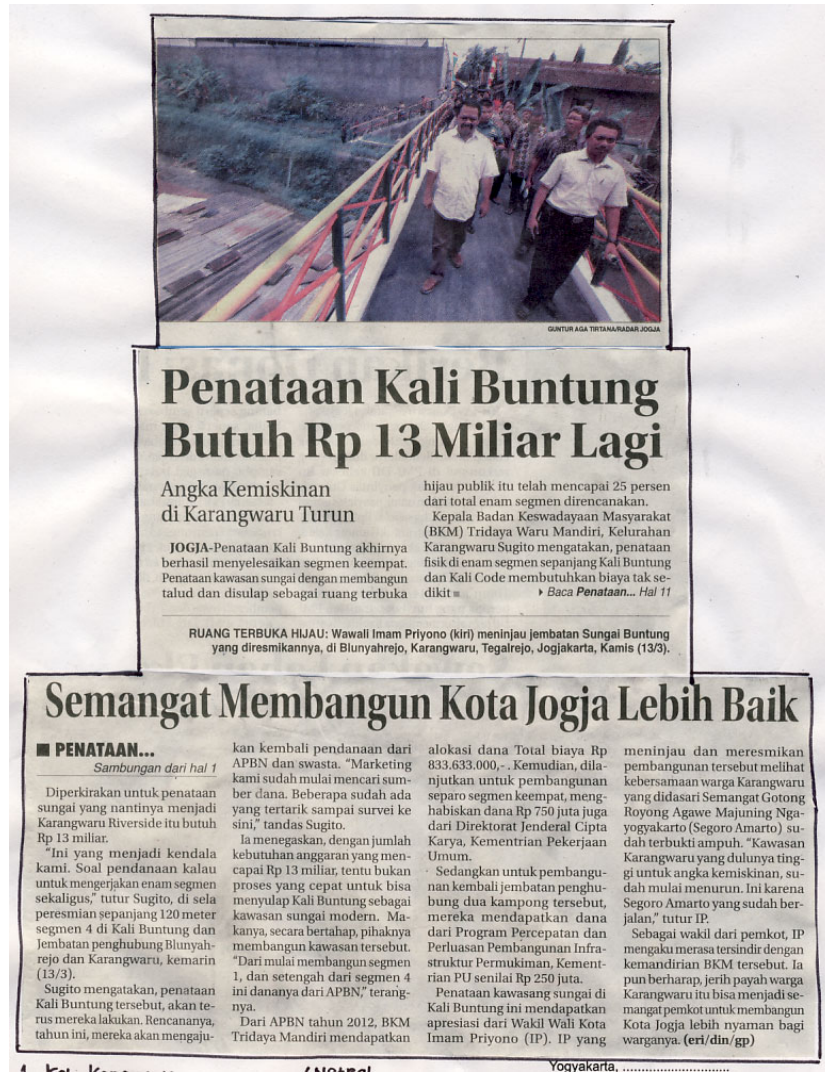 GUNTUR AGA TIRTANA/RADAR JOGJA
Penataan Kali Buntung
Butuh Rp 13 Miliar Lagi
Angka Kemiskinan
di Karangwaru Turun
JOGJA-Penataan Kali Buntung akhirnya
berhasil menyelesaikan segmen keempat.
Penataan kawasan sungai dengan membangun
talud dan disulap sebagai ruang terbuka
hijau publik itu telah mencapai 25 persen
dari total enam segmen direncanakan.
Kepala Badan Keswadayaan Masyarakat
(BKM) Tridaya Waru Mandiri, Kelurahan
Karangwaru Sugito mengatakan, penataan
fisik di enam segmen sepanjang Kali Buntung
dan Kali Code membutuhkan biaya tak se-
dikit ■ Baca Penataan... Hal 11
RUANG TERBUKA HIJAU: Wawali Imam Priyono (kiri) meninjau jembatan Sungai Buntung
yang diresmikannya, di Blunyahrejo, Karangwaru, Tegalrejo, Jogjakarta, Kamis (13/3).
Semangat Membangun Kota Jogja Lebih Baik
■ PENATAAN...
Sambungan dari hal 1
Diperkirakan untuk penataan
sungai yang nantinya menjadi
Karangwaru Riverside itu butuh
Rp 13 miliar.
"Ini yang menjadi kendala
kami. Soal pendanaan kalau
untuk mengerjakan enam segmen
sekaligus," tutur Sugito, di sela
peresmian sepanjang 120 meter
segmen 4 di Kali Buntung dan
Jembatan penghubung Blunyah-
rejo dan Karangwaru, kemarin
(13/3).
Sugito mengatakan, penataan
Kali Buntung tersebut, akan te-
rus mereka lakukan. Rencananya,
tahun ini, mereka akan mengaju-
kan kembali pendanaan dari
APBN dan swasta. "Marketing
kami sudah mulai mencari sum-
ber dana. Beberapa sudah ada
yang tertarik sampai survei ke
sini," tandas Sugito.
Ia menegaskan, dengan jumlah
kebutuhan anggaran yang men-
capai Rp 13 miliar, tentu bukan
proses yang cepat untuk bisa
menyulap Kali Buntung sebagai
kawasan sungai modern. Ma-
kanya, secara bertahap, pihaknya
membangun kawasan tersebut.
"Dari mulai membangun segmen
1, dan setengah dari segmen 4
ini dananya dari APBN," terang-
nya.
Dari APBN tahun 2012, BKM
Tridaya Mandiri mendapatkan
alokasi dana Total biaya Rp
833.633.000,-. Kemudian, dila-
njutkan untuk pembangunan
separo segmen keempat, meng-
habiskan dana Rp 750 juta juga
dari Direktorat Jenderal Cipta
Karya, Kementrian Pekerjaan
Umum.
Sedangkan untuk pembangu-
nan kembali jembatan penghu-
bung dua kampong tersebut,
mereka mendapatkan dana
dari Program Percepatan dan
Perluasan Pembangunan Infra-
struktur Permukiman, Kement-
rian PU senilai Rp 250 juta.
Penataan kawasang sungai di
Kali Buntung ini mendapatkan
apresiasi dari Wakil Wali Kota
Imam Priyono (IP). IP yang
meninjau dan meresmikan
pembangunan tersebut melihat
kebersamaan warga Karangwaru
yang didasari Semangat Gotong
Royong Agawe Majuning Nga-
yogyakarto (Segoro Amarto) su-
dah terbukti ampuh. "Kawasan
Karangwaru yang dulunya ting-
gi untuk angka kemiskinan, su-
dah mulai menurun. Ini karena
Segoro Amarto yang sudah ber-
jalan," tutur IP.
Sebagai wakil dari pemkot, IP
mengaku merasa tersindir dengan
kemandirian BKM tersebut. Ia
pun berharap, jerih payah warga
Karangwaru itu bisa menjadi se-
mangat pemkot untuk membangun
Kota Jogja lebih nyaman bagi
warganya. (eri/din/gp)
Yogyakarta, ..............................